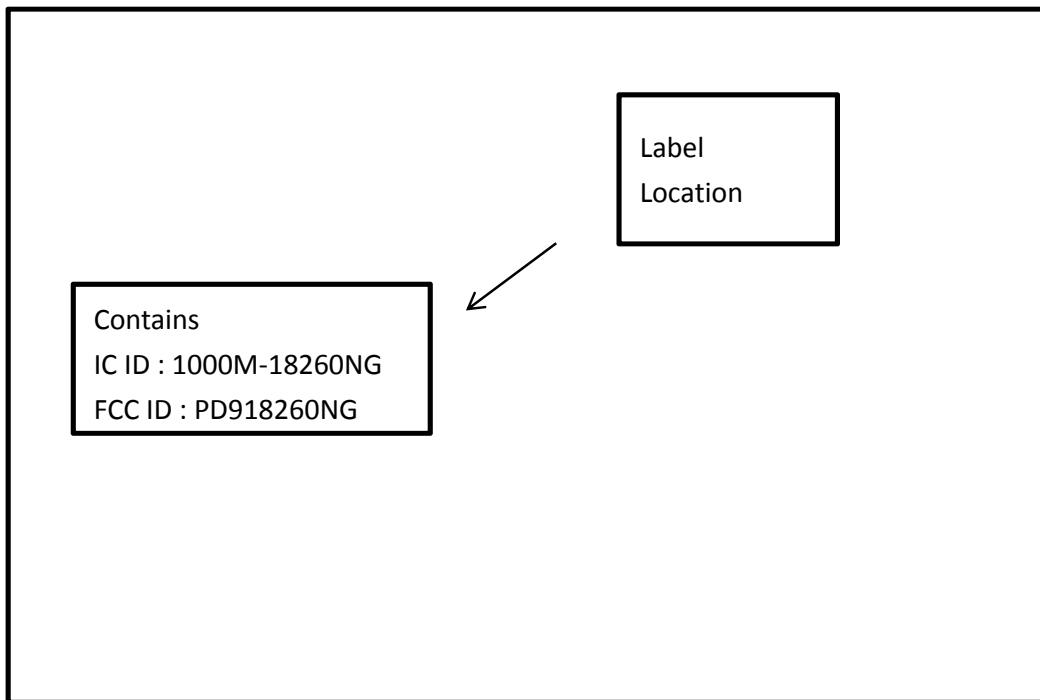 Label
Location
Contains
IC ID : 1000M-18260NG
FCC ID : PD918260NG